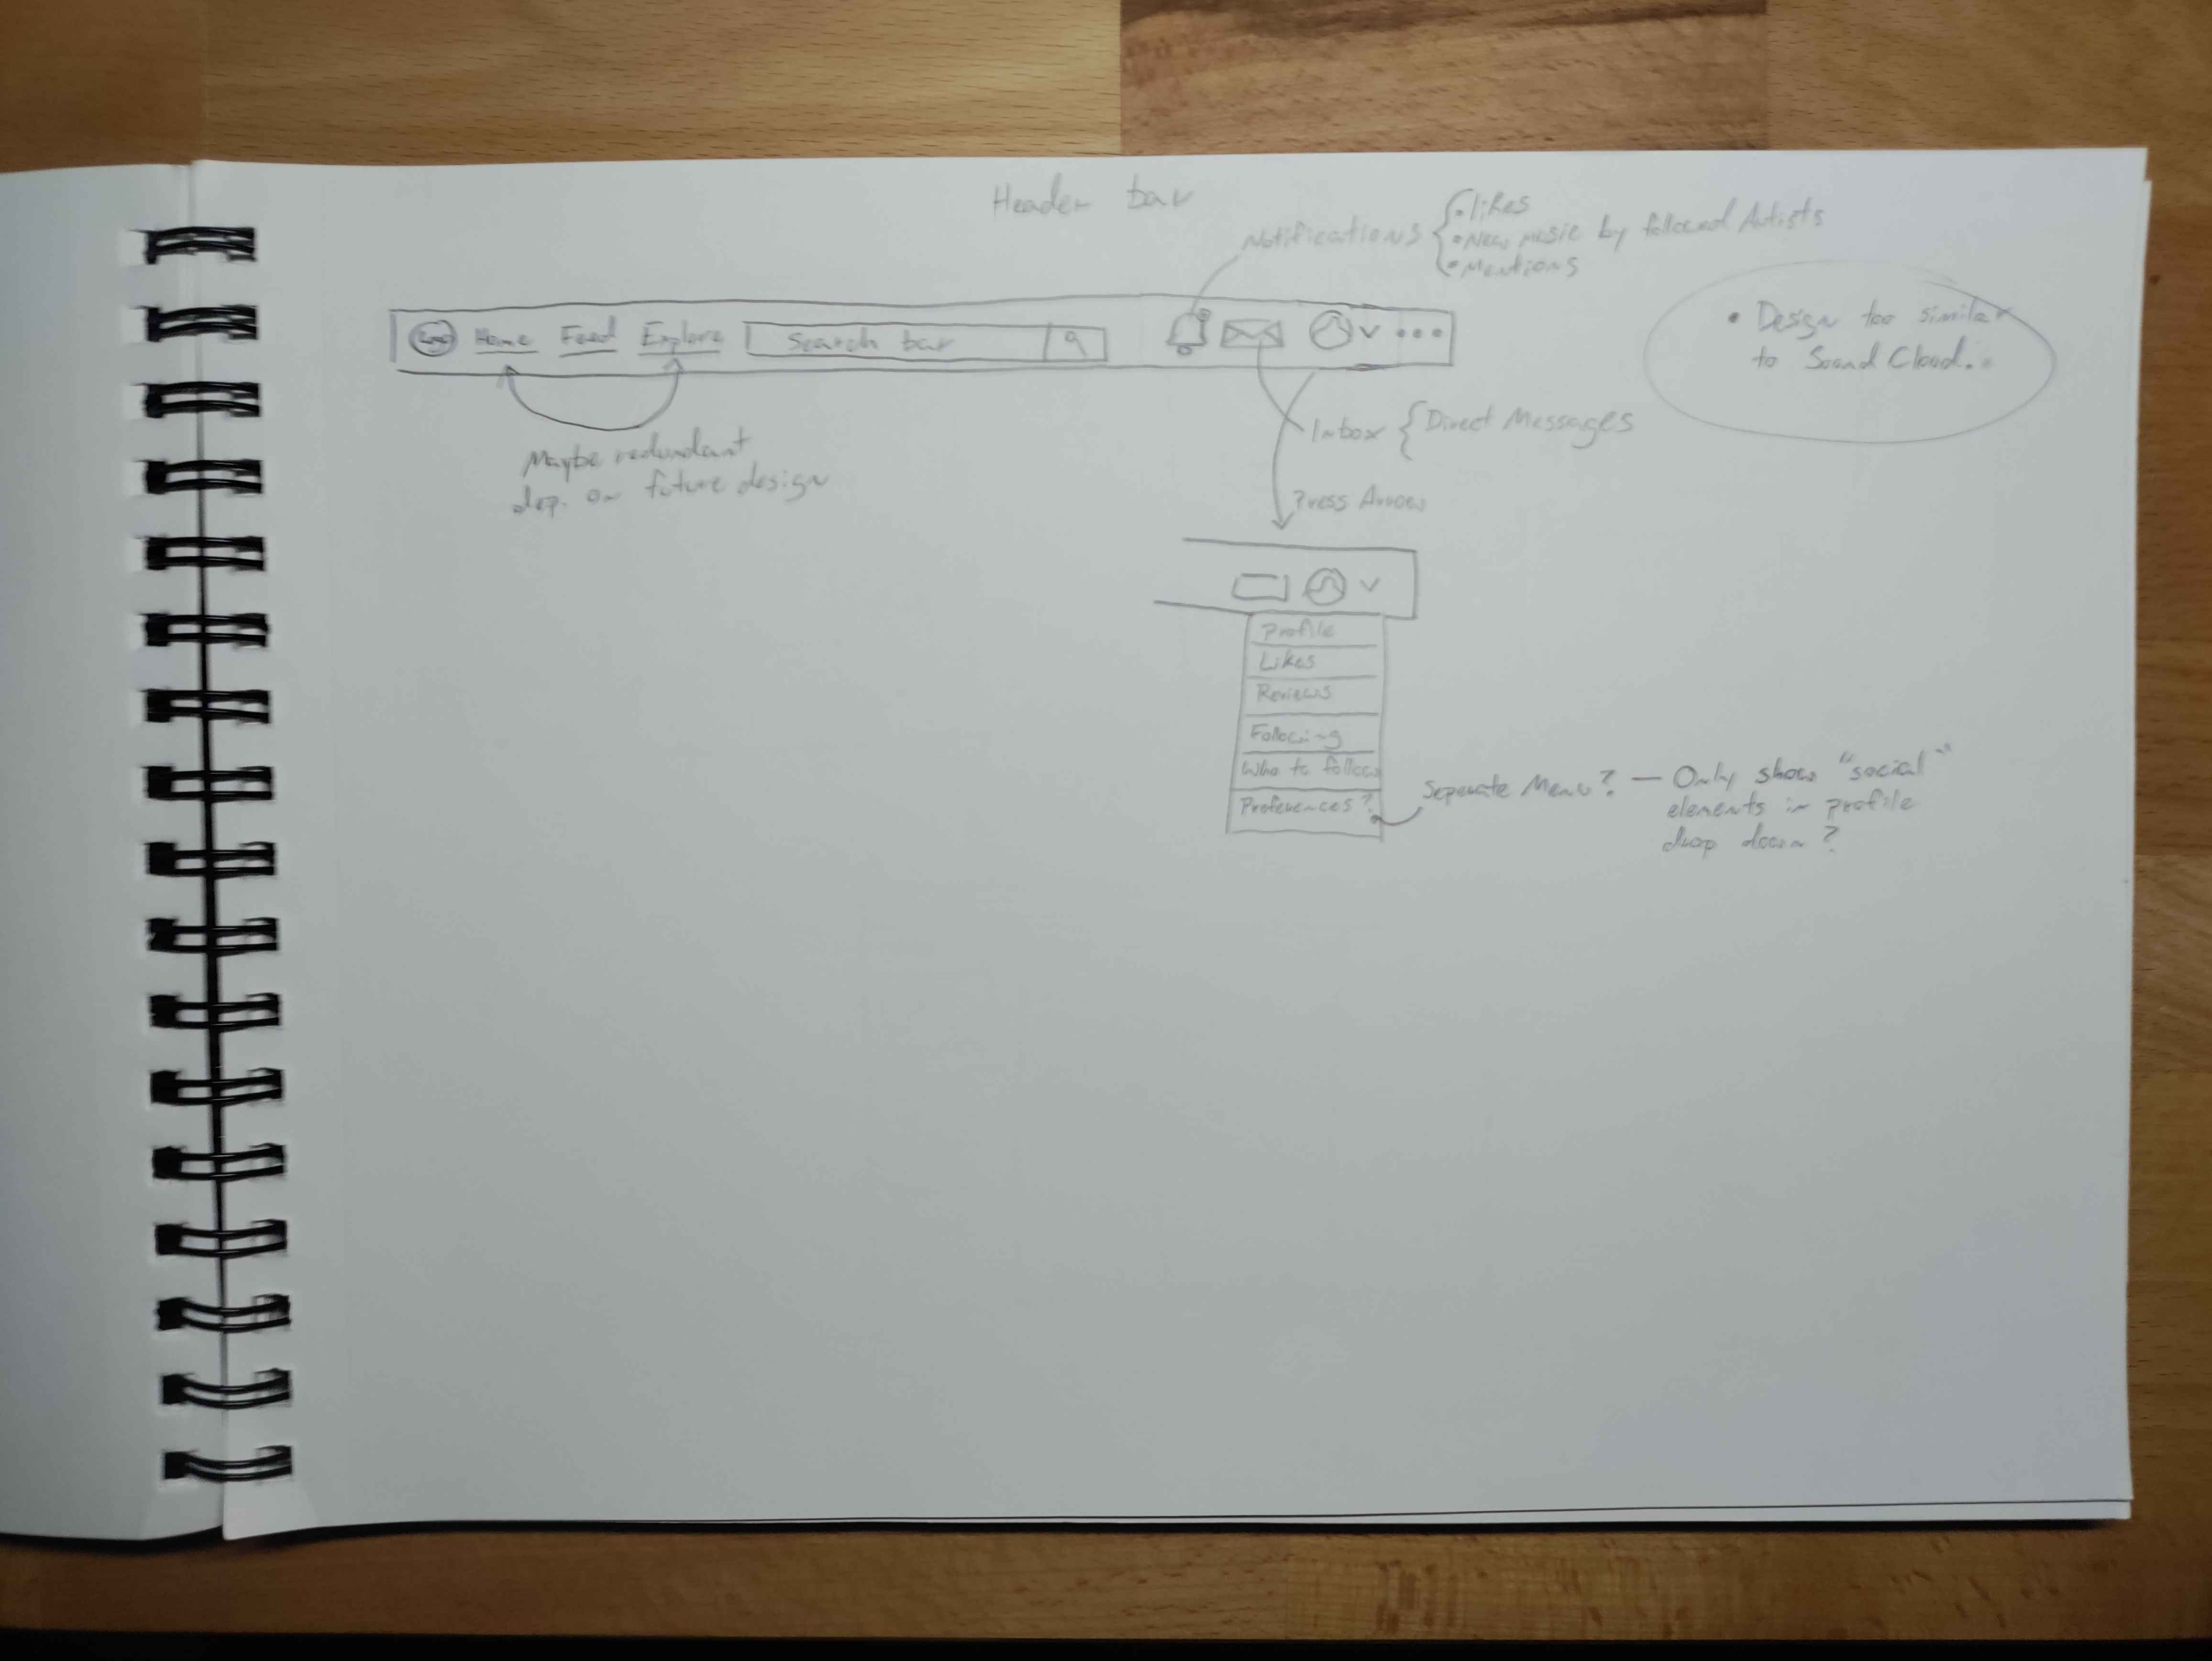 Header bar
Notifications
• likes
• New music by followed Artists
• Mentions
Home Feed Explore Search bar
• Design too similar
to Sound Cloud..
Maybe redundant
dep. on future design
Inbox { Direct Messages
Press Arrow
Profile
Likes
Reviews
Following
Who to follow
Preferences?
Seperate Menu? — Only show "social"
elements in profile
drop down?